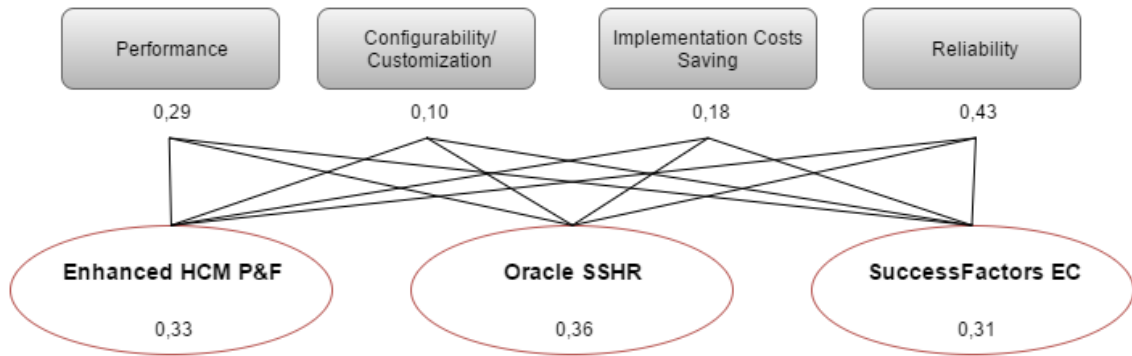 Performance
Configurability/
Customization
Implementation Costs
Saving
Reliability
0,29
0,10
0,18
0,43
Enhanced HCM P&F
Oracle SSHR
SuccessFactors EC
0,33
0,36
0,31